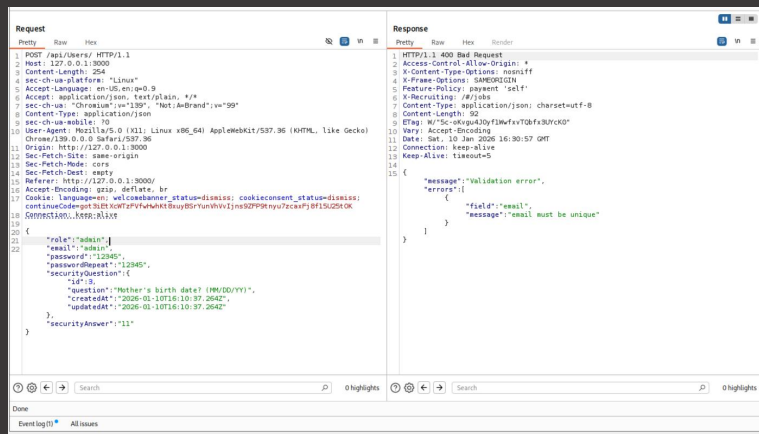 Request
Pretty Raw Hex
\n
1 POST /api/Users/ HTTP/1.1
2 Host: 127.0.0.1:3000
3 Content-Length: 254
4 sec-ch-ua-platform: "Linux"
5 Accept-Language: en-US,en;q=0.9
6 Accept: application/json, text/plain, */*
7 sec-ch-ua: "Chromium";v="139", "Not;A=Brand";v="99"
8 Content-Type: application/json
9 sec-ch-ua-mobile: ?0
10 User-Agent: Mozilla/5.0 (X11; Linux x86_64) AppleWebKit/537.36 (KHTML, like Gecko)
Chrome/139.0.0.0 Safari/537.36
11 Origin: http://127.0.0.1:3000
12 Sec-Fetch-Site: same-origin
13 Sec-Fetch-Mode: cors
14 Sec-Fetch-Dest: empty
15 Referer: http://127.0.0.1:3000/
16 Accept-Encoding: gzip, deflate, br
17 Cookie: language=en; welcomebanner_status=dismiss; cookieconsent_status=dismiss;
18 Connection: keep-alive
19
20 {
21 "role":"admin",
22 "email":"admin",
"password":"12345",
"passwordRepeat":"12345",
"securityQuestion":{
"id":3,
"question":"Mother's birth date? (MM/DD/YY)",
"createdAt":"2026-01-10T16:10:37.264Z",
"updatedAt":"2026-01-10T16:10:37.264Z"
},
"securityAnswer":"11"
}
Search
0 highlights
Response
Pretty Raw Hex Render
\n
1 HTTP/1.1 400 Bad Request
2 Access-Control-Allow-Origin: *
3 X-Content-Type-Options: nosniff
4 X-Frame-Options: SAMEORIGIN
5 Feature-Policy: payment 'self'
6 X-Recruiting: /#/jobs
7 Content-Type: application/json; charset=utf-8
8 Content-Length: 92
9 ETag:
10 Vary: Accept-Encoding
11 Date: Sat, 10 Jan 2026 16:30:57 GMT
12 Connection: keep-alive
13 Keep-Alive: timeout=5
14
15 {
"message":"Validation error",
"errors":[
{
"field":"email",
"message":"email must be unique"
}
]
}
Search
0 highlights
Done
Event log (1) All issues